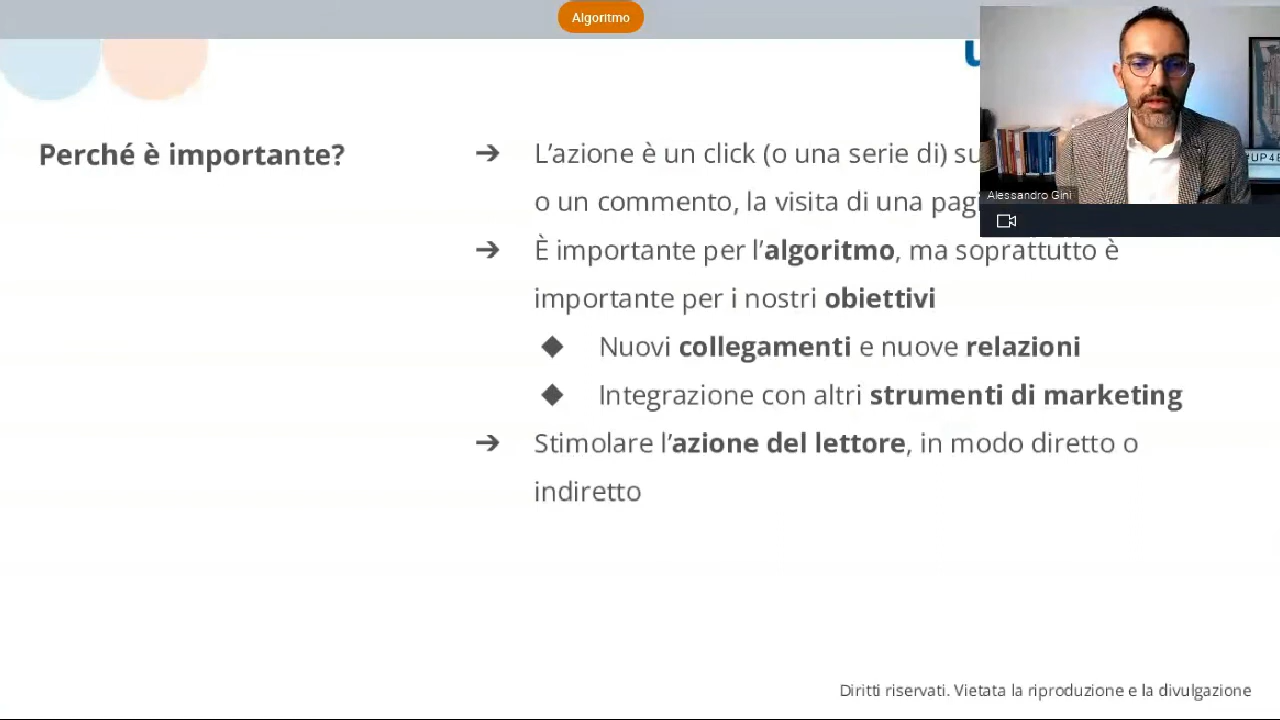 Algoritmo
Alessandro Gini
Perché è importante?
➔ L’azione è un click (o una serie di) su
o un commento, la visita di una
➔ È importante per l’algoritmo, ma soprattutto è
importante per i nostri obiettivi
◆ Nuovi collegamenti e nuove relazioni
◆ Integrazione con altri strumenti di marketing
➔ Stimolare l’azione del lettore, in modo diretto o
indiretto
Diritti riservati. Vietata la riproduzione e la divulgazione